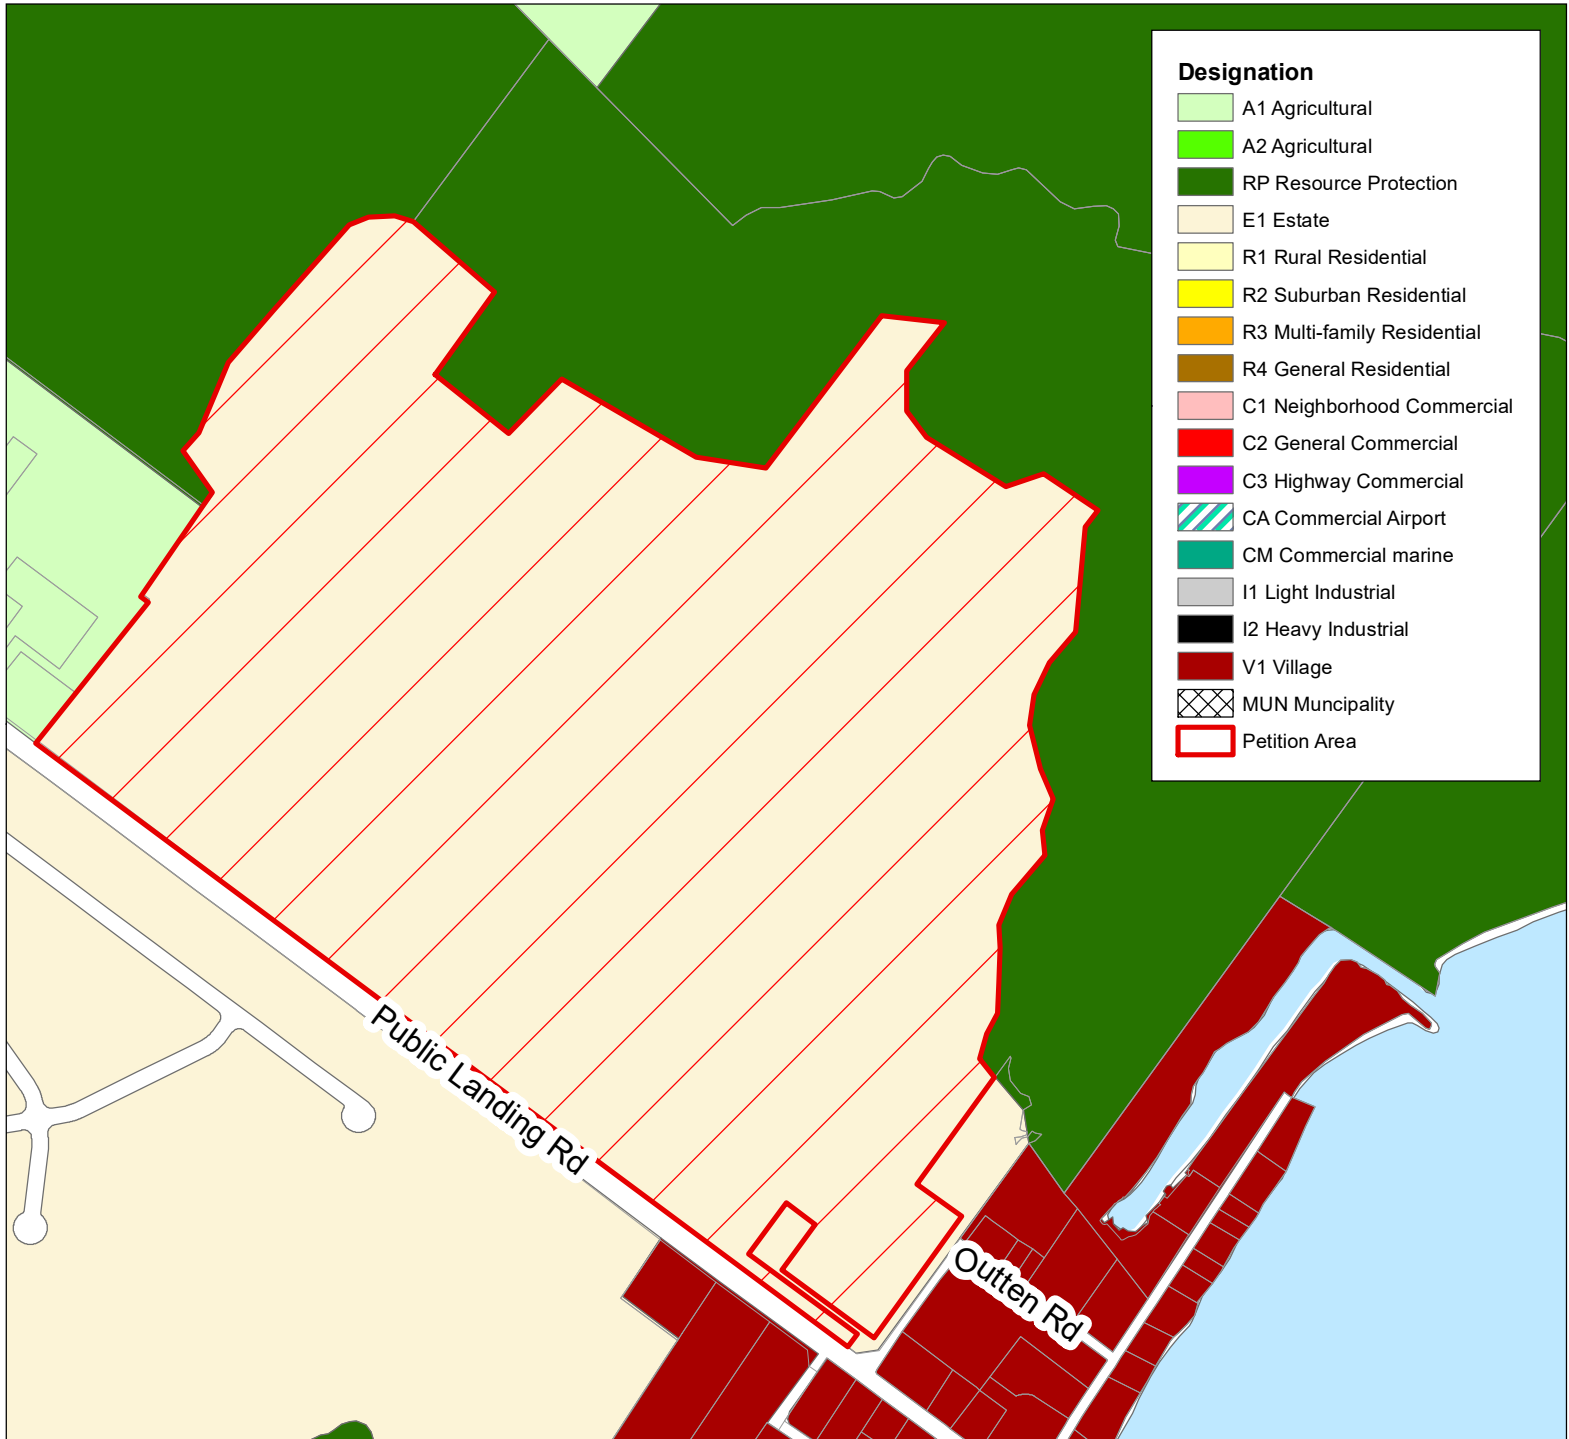 Designation
A1 Agricultural
A2 Agricultural
RP Resource Protection
E1 Estate
R1 Rural Residential
R2 Suburban Residential
R3 Multi-family Residential
R4 General Residential
C1 Neighborhood Commercial
C2 General Commercial
C3 Highway Commercial
CA Commercial Airport
CM Commercial marine
I1 Light Industrial
I2 Heavy Industrial
V1 Village
MUN Muncipality
Petition Area
Public Landing Rd
Outten Rd